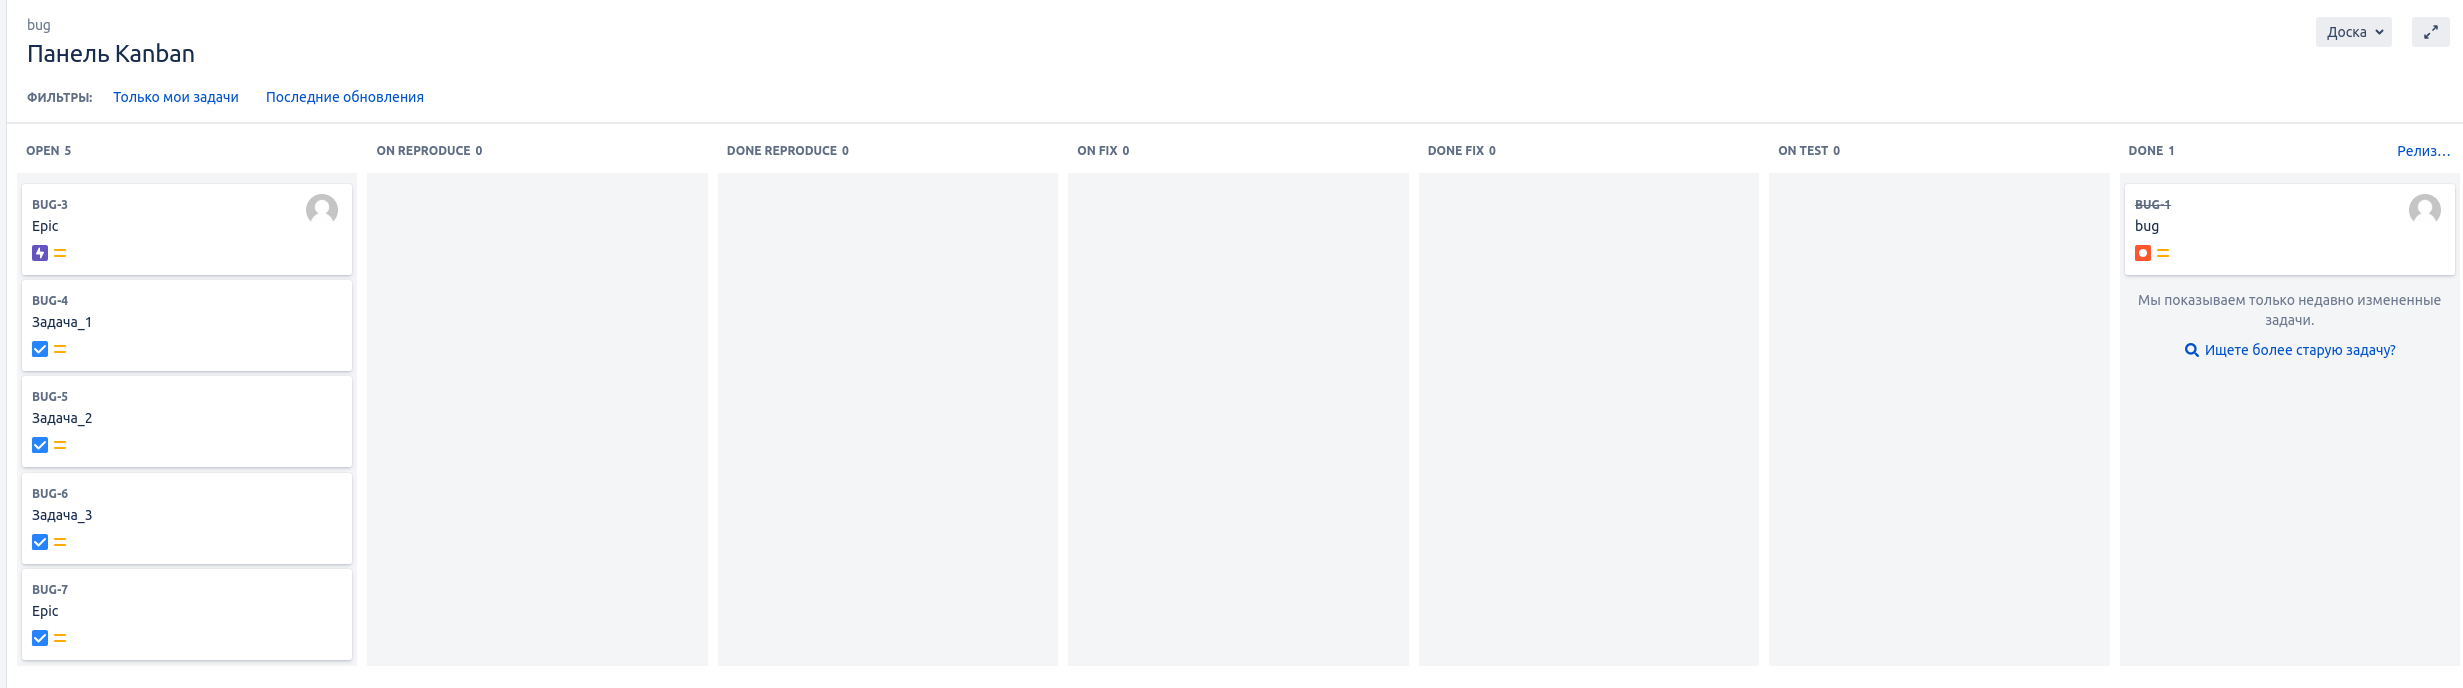 bug
Панель Kanban
Доска
ФИЛЬТРЫ: Только мои задачи Последние обновления
OPEN 5 ON REPRODUCE 0 DONE REPRODUCE 0 ON FIX 0 DONE FIX 0 ON TEST 0 DONE 1 Релиз...
BUG-3
Epic
BUG-4
Задача_1
BUG-5
Задача_2
BUG-6
Задача_3
BUG-7
Epic
BUG-1
bug
Мы показываем только недавно измененные
задачи.
Ищете более старую задачу?